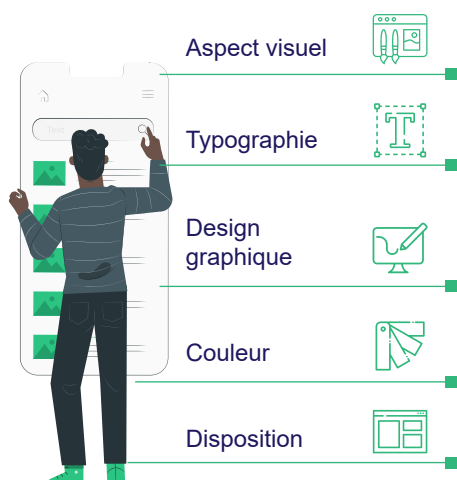 Aspect visuel
Typographie
Design
graphique
Couleur
Disposition